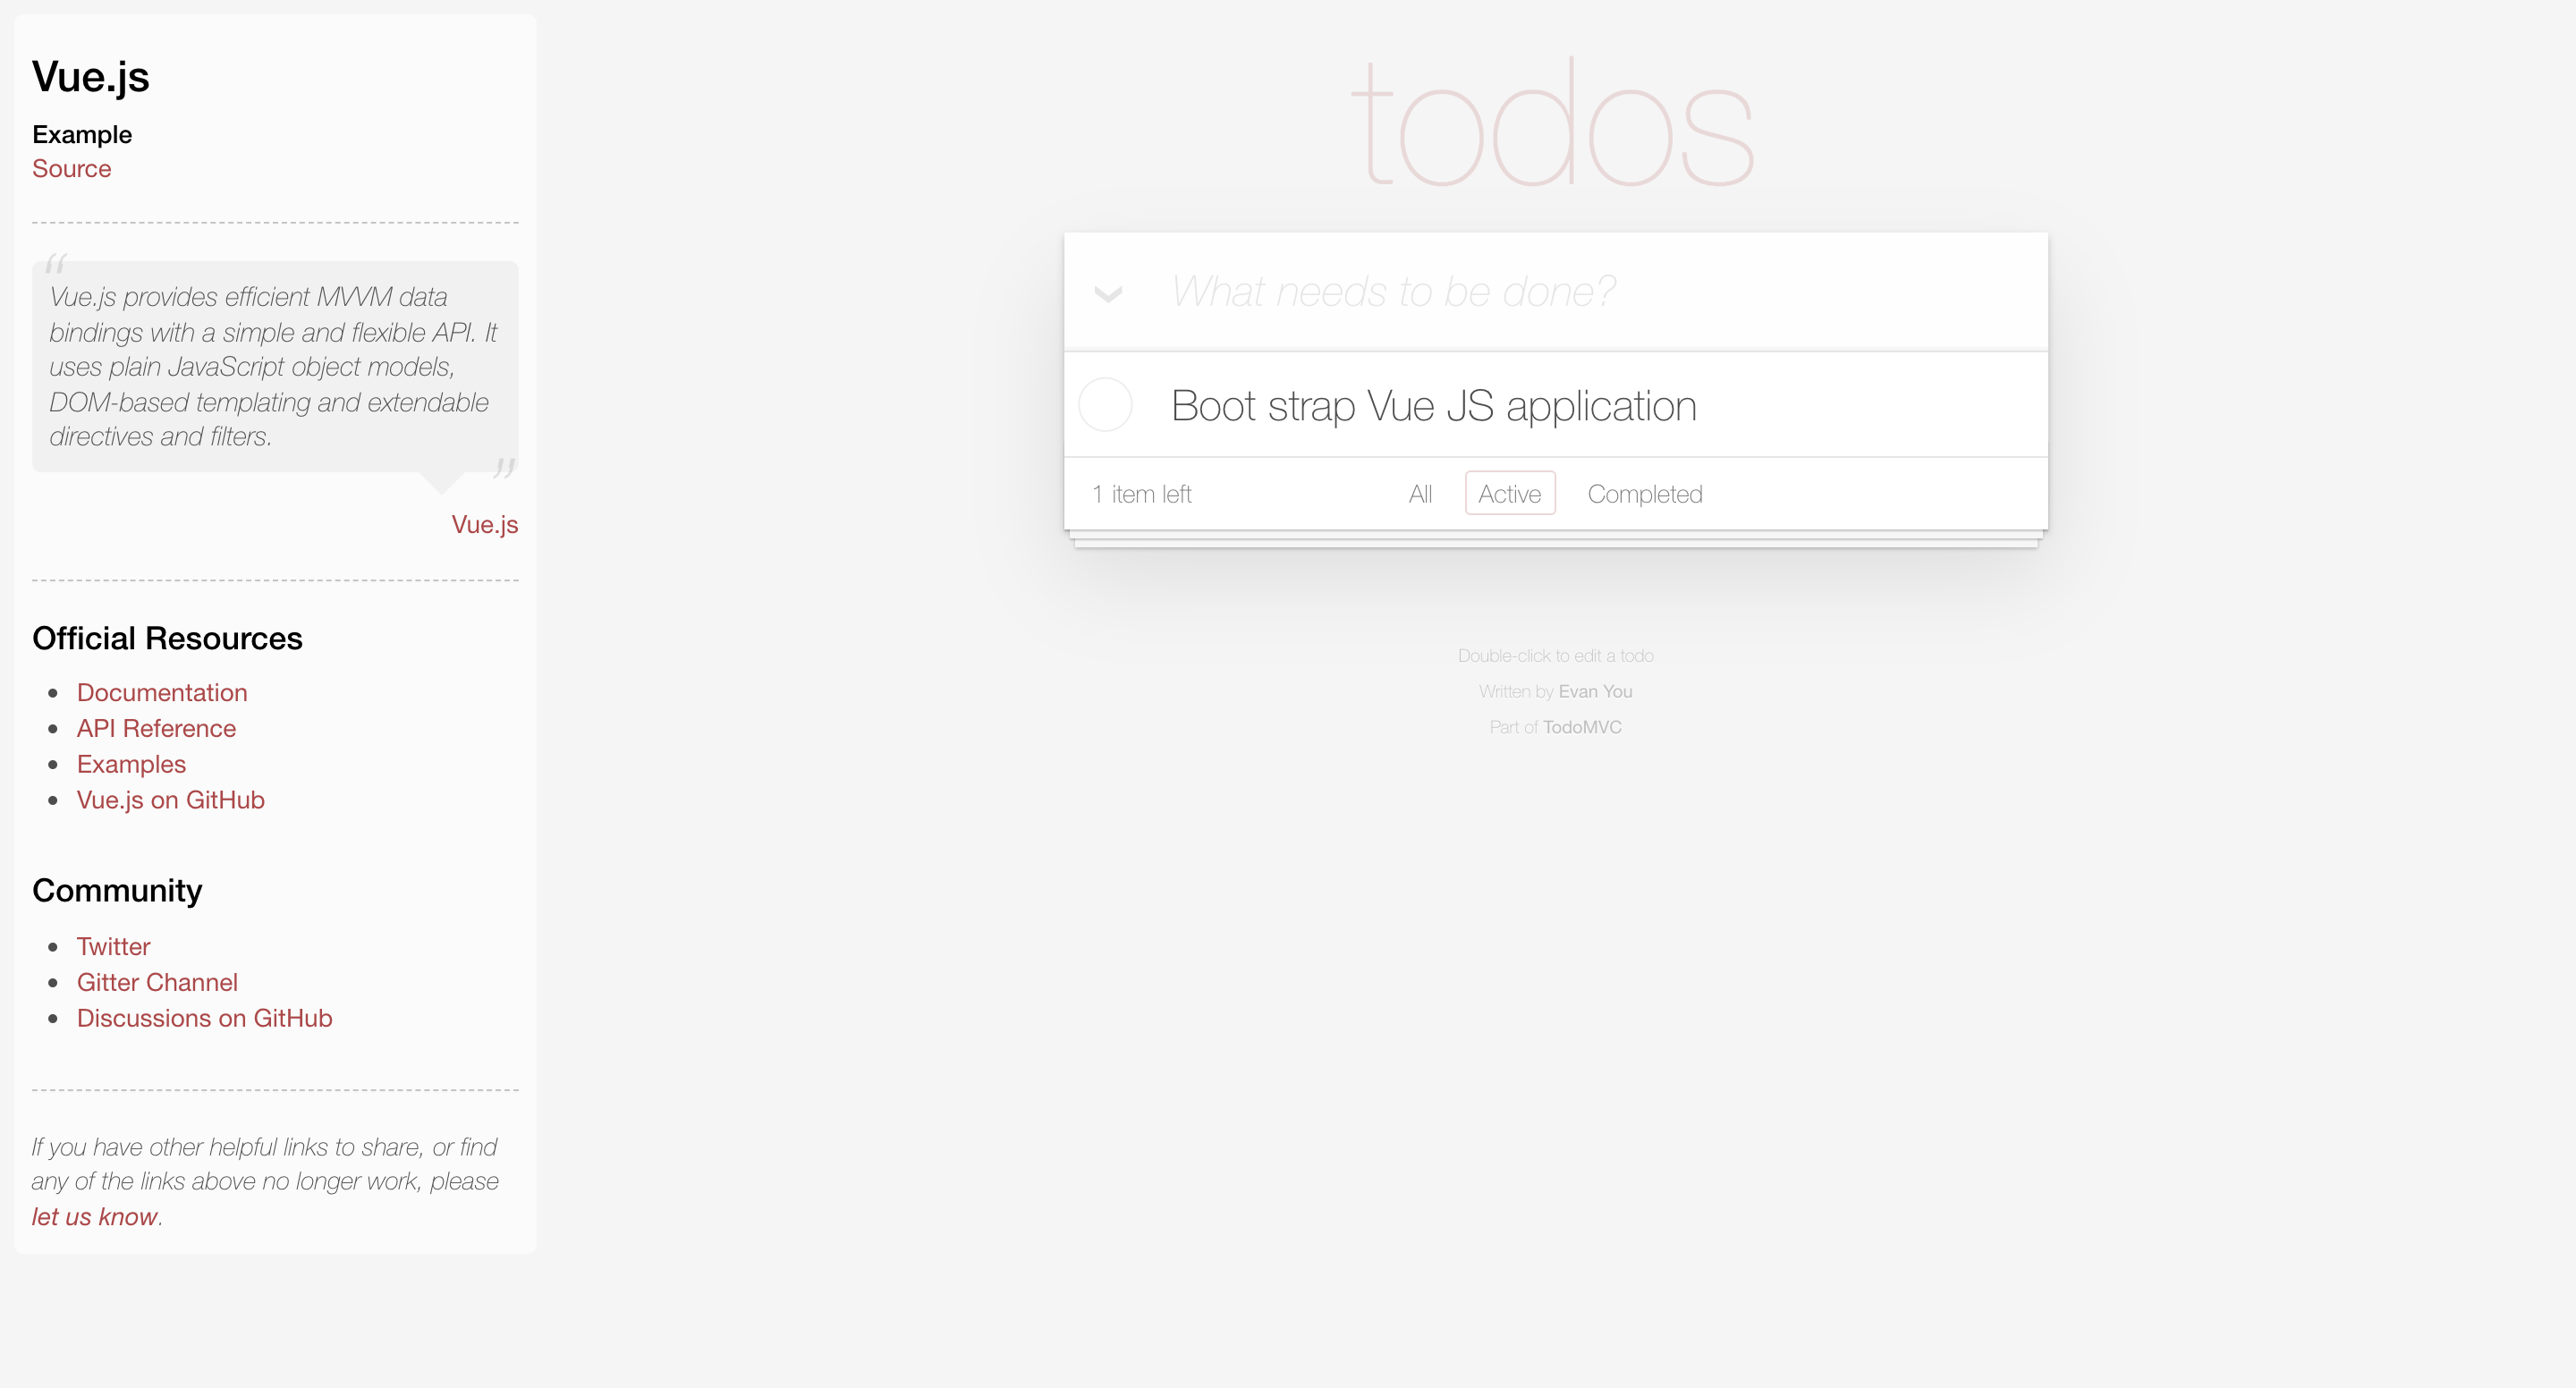 Vue.js
Example
Source
“
Vue.js provides efficient MVVM data
bindings with a simple and flexible API. It
uses plain JavaScript object models,
DOM-based templating and extendable
directives and filters.
”
Vue.js
Official Resources
Documentation
API Reference
Examples
Vue.js on GitHub
Community
Twitter
Gitter Channel
Discussions on GitHub
If you have other helpful links to share, or find
any of the links above no longer work, please
let us know.
todos
What needs to be done?
Boot strap Vue JS application
1 item left All Active Completed
Double-click to edit a todo
Written by Evan You
Part of TodoMVC